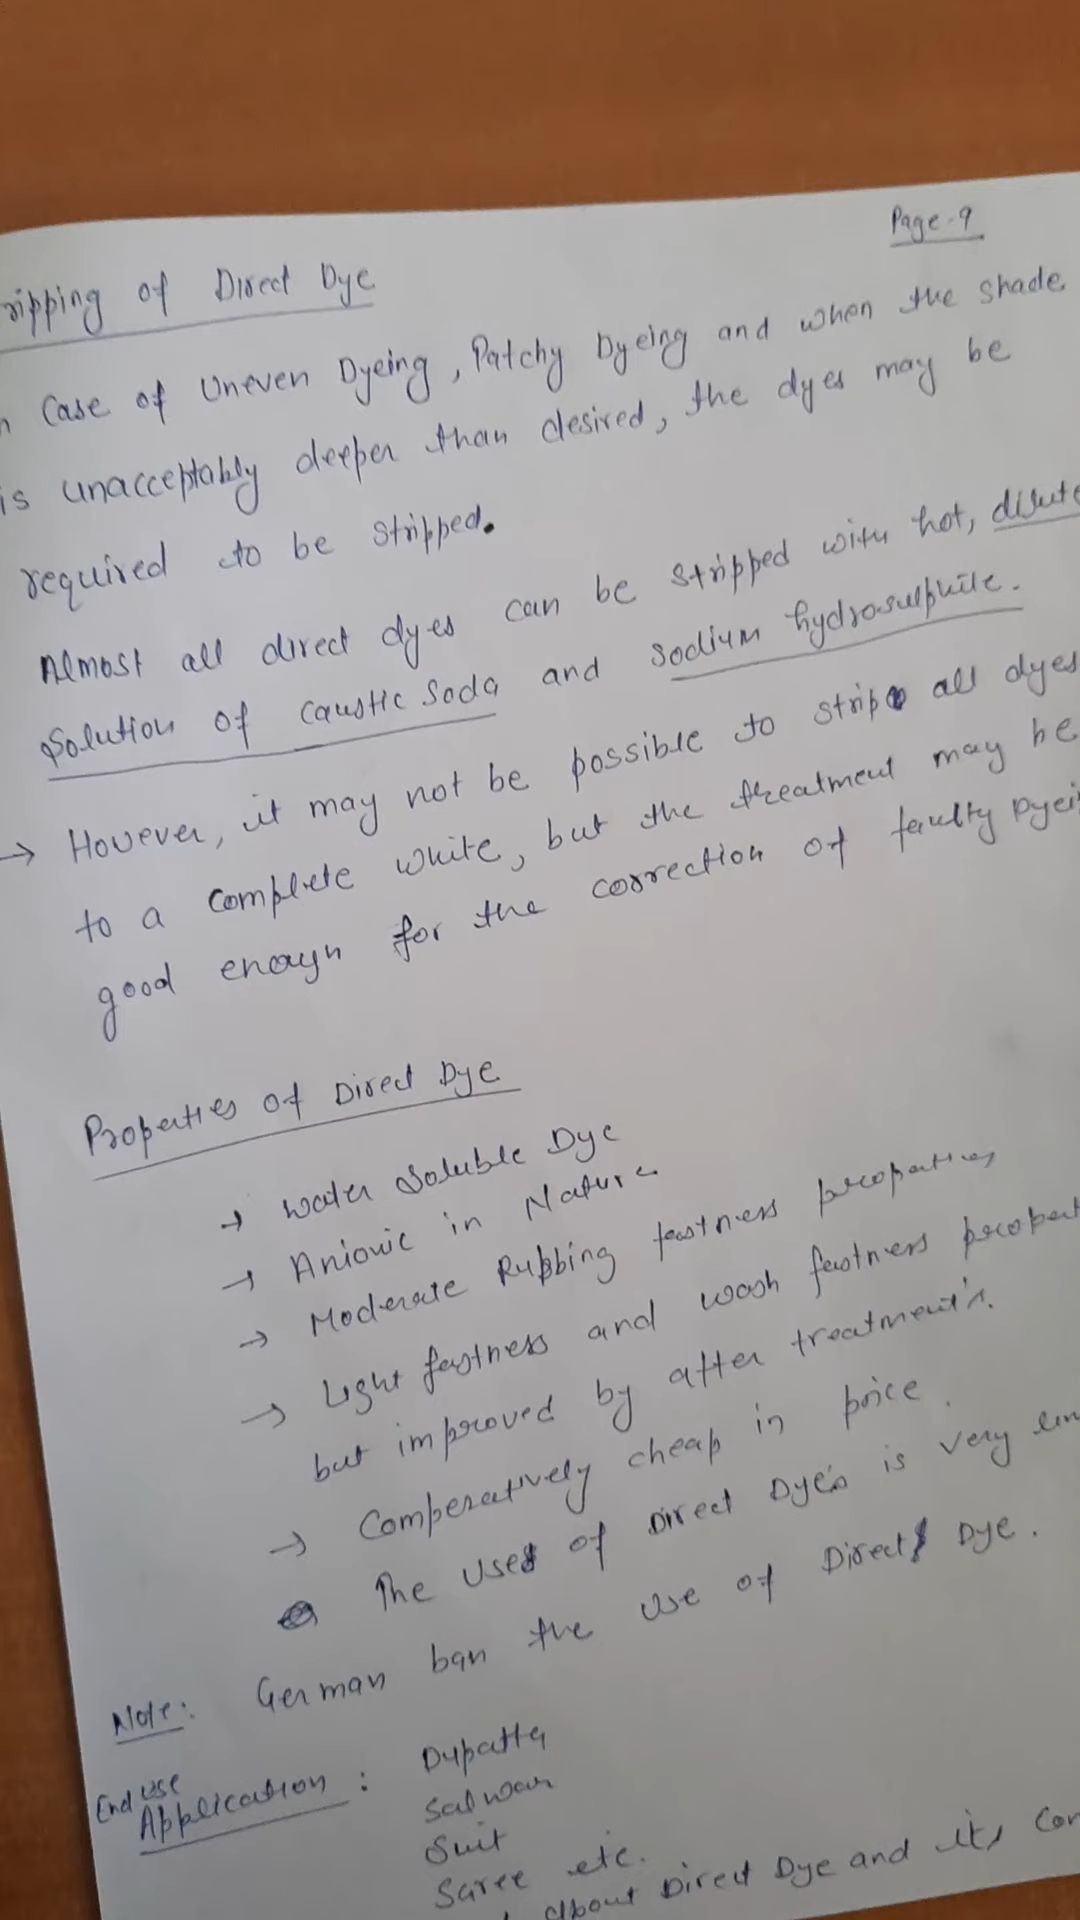 Page-9
ripping of Direct Dye
n Case of Uneven Dyeing, Patchy Dyeing and when the shade
is unacceptably deeper than desired, the dyes may be
required to be stripped.
Almost all direct dyes can be stripped with hot, dilute
Solution of Caustic Soda and Sodium hydrosulphite.
→ However, it may not be possible to strip all dyes
to a complete white, but the treatment may be
good enough for the correction of faulty Dyei
Properties of Direct Dye
→ Water Soluble Dye
→ Anionic in Nature
→ Moderate Rubbing fastness properties
→ Light fastness and wash fastness propert
but improved by after treatment's.
→ Comperatively cheap in price.
The Uses of Direct Dye's is very lim
Note: German ban the use of Direct Dye.
End use
Application : Dupatta
Salwar
Suit
Saree etc.
about Direct Dye and its Con